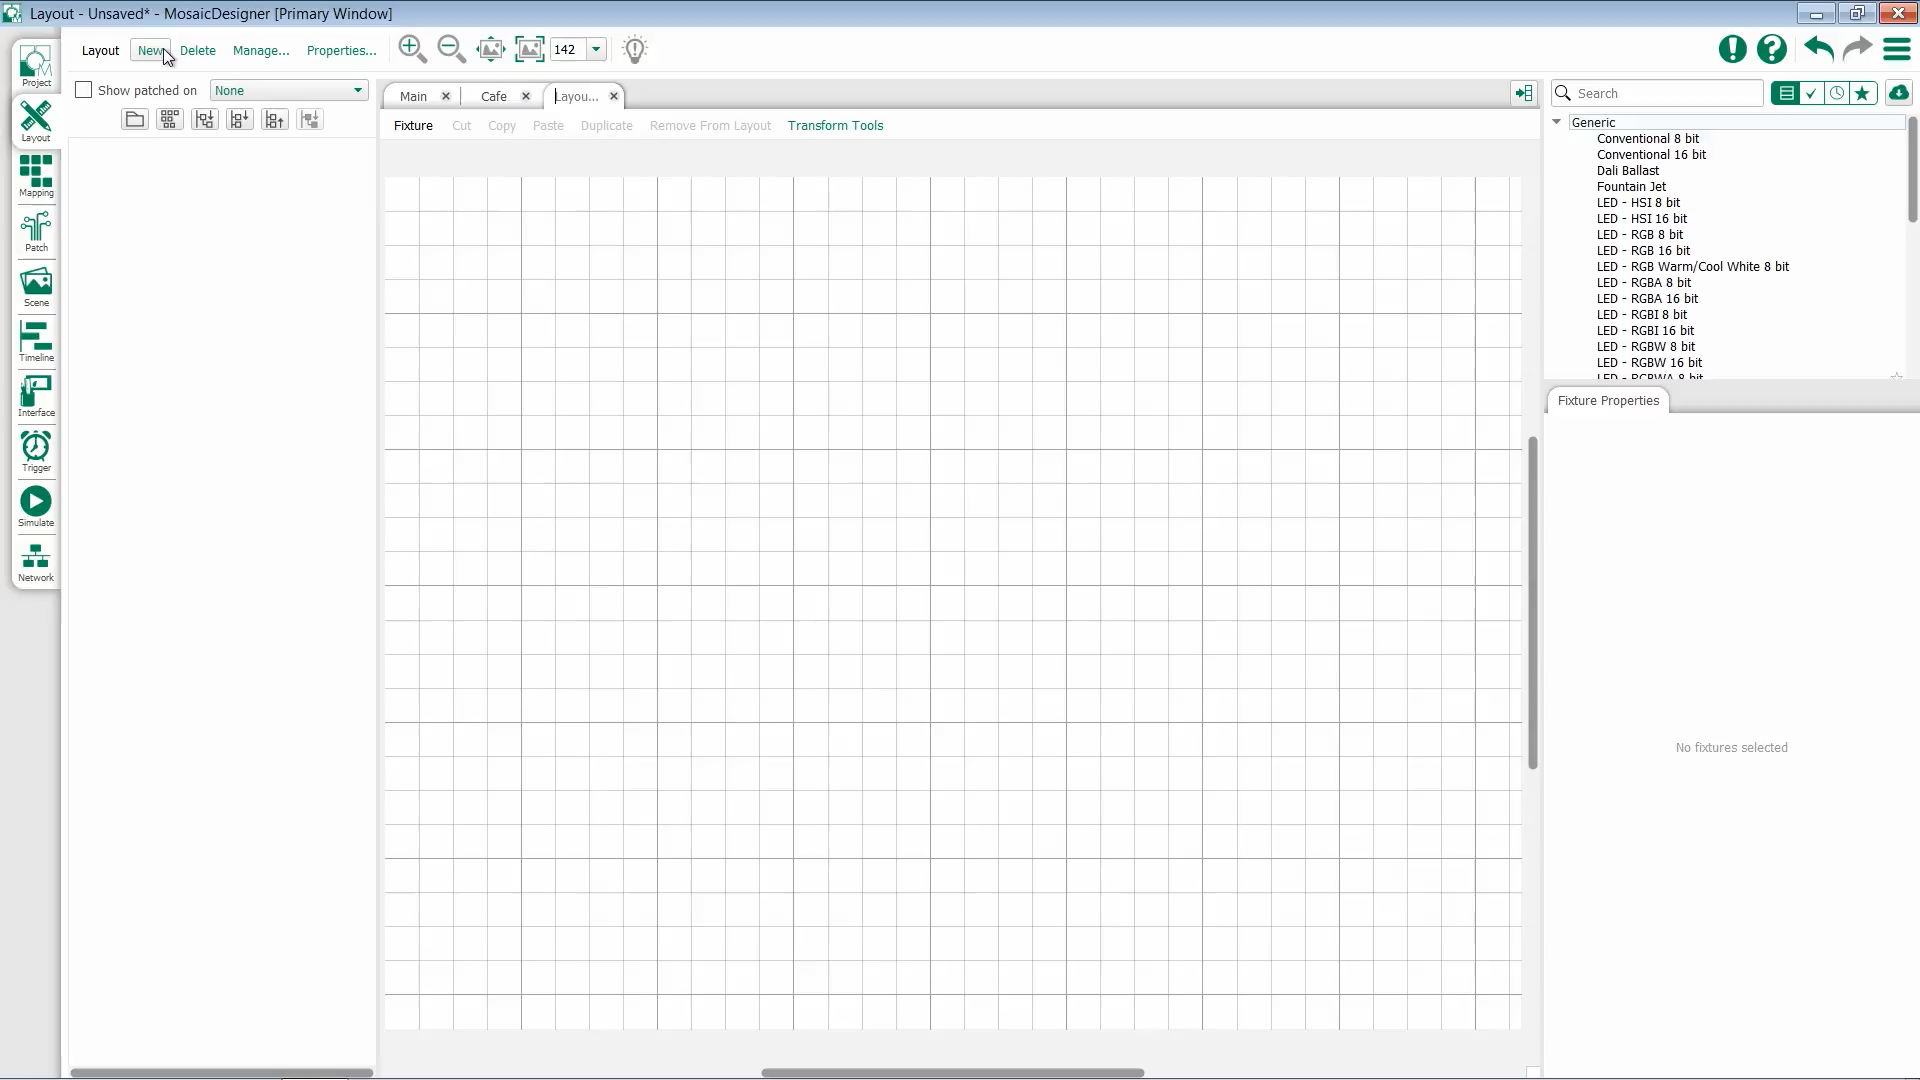 Layout - Unsaved* - MosaicDesigner [Primary Window]
Layout New Delete Manage... Properties... 142
Project
Layout
Mapping
Patch
Scene
Timeline
Interface
Trigger
Simulate
Network
Show patched on None
Main Cafe Layou...
Fixture Cut Copy Paste Duplicate Remove From Layout Transform Tools
Search
Generic
Conventional 8 bit
Conventional 16 bit
Dali Ballast
Fountain Jet
LED - HSI 8 bit
LED - HSI 16 bit
LED - RGB 8 bit
LED - RGB 16 bit
LED - RGB Warm/Cool White 8 bit
LED - RGBA 8 bit
LED - RGBA 16 bit
LED - RGBI 8 bit
LED - RGBI 16 bit
LED - RGBW 8 bit
LED - RGBW 16 bit
LED - RGBWA 8 bit
Fixture Properties
No fixtures selected